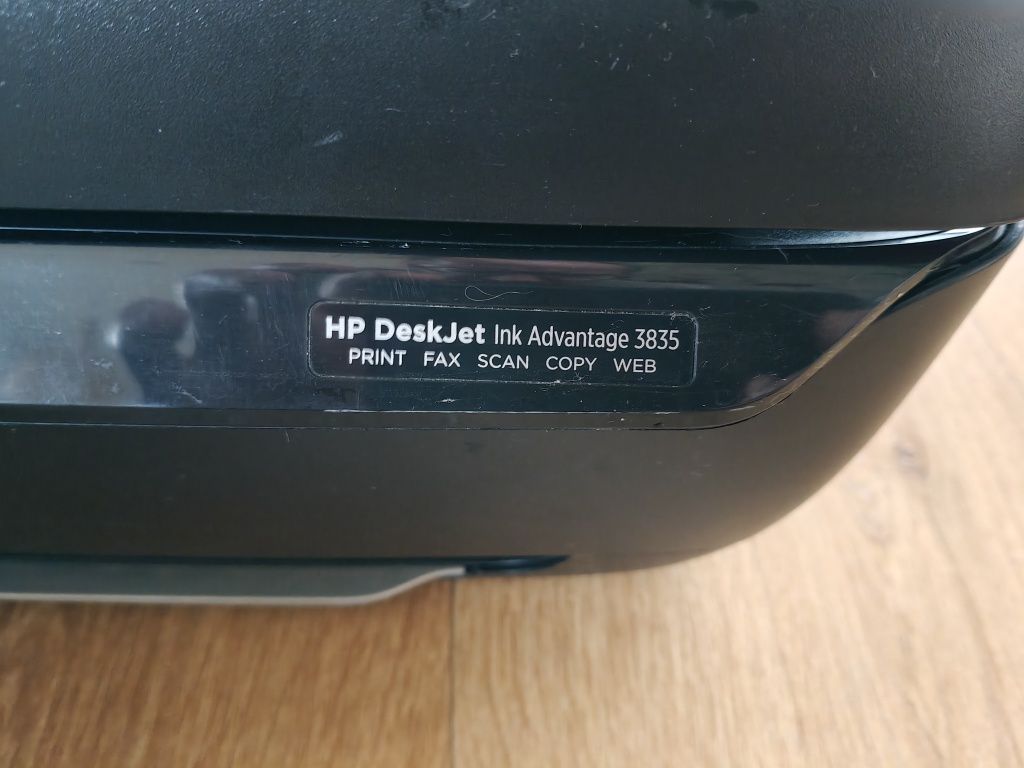 HP DeskJet Ink Advantage 3835
PRINT FAX SCAN COPY WEB